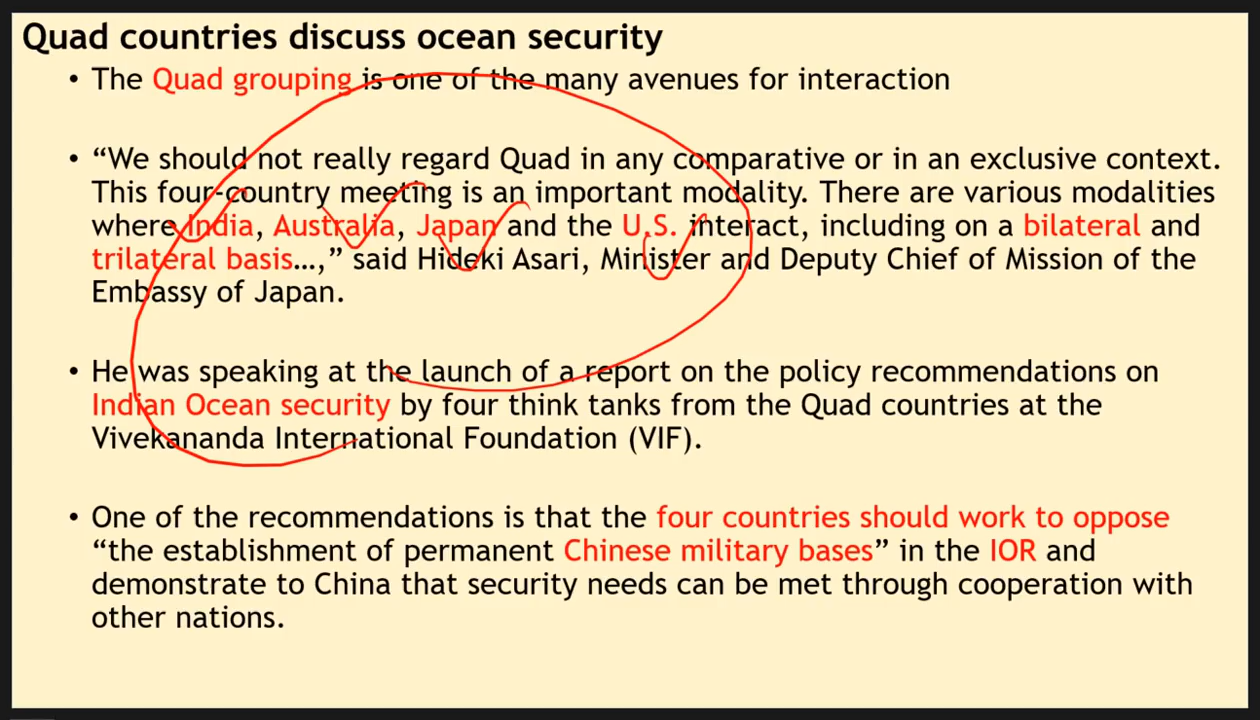 Quad countries discuss ocean security
• The Quad grouping is one of the many avenues for interaction
• “We should not really regard Quad in any comparative or in an exclusive context.
This four-country meeting is an important modality. There are various modalities
where India, Australia, Japan and the U.S. interact, including on a bilateral and
trilateral basis…,” said Hideki Asari, Minister and Deputy Chief of Mission of the
Embassy of Japan.
• He was speaking at the launch of a report on the policy recommendations on
Indian Ocean security by four think tanks from the Quad countries at the
Vivekananda International Foundation (VIF).
• One of the recommendations is that the four countries should work to oppose
“the establishment of permanent Chinese military bases” in the IOR and
demonstrate to China that security needs can be met through cooperation with
other nations.